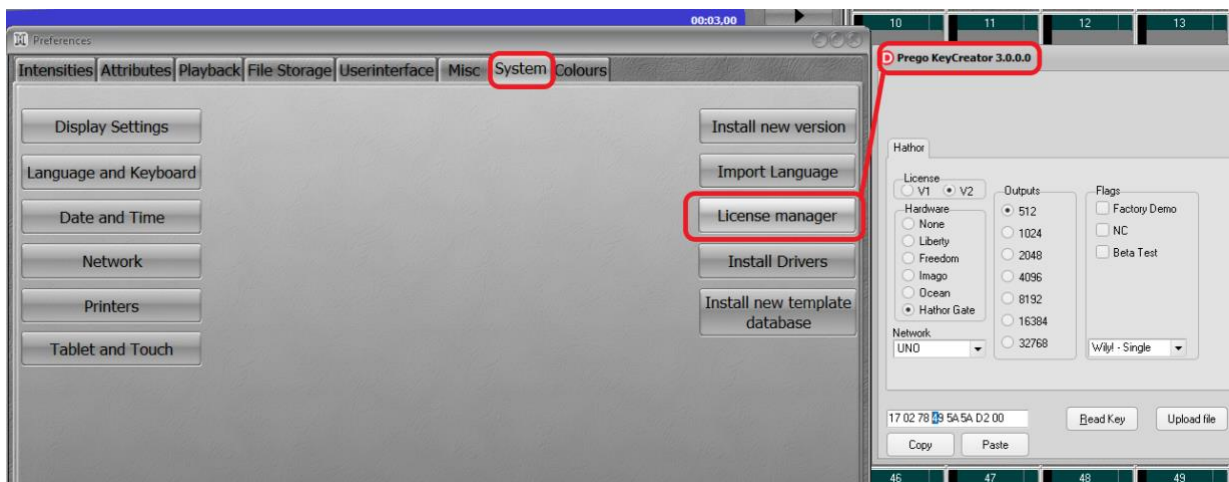 00:03,00
10 11 12 13
Preferences
Intensities Attributes Playback File Storage Userinterface Misc System Colours
Display Settings
Language and Keyboard
Date and Time
Network
Printers
Tablet and Touch
Install new version
Import Language
License manager
Install Drivers
Install new template
database
Prego KeyCreator 3.0.0.0
Hathor
License
V1 V2
Hardware
None
Liberty
Freedom
Imago
Ocean
Hathor Gate
Network
UNO
Outputs
512
1024
2048
4096
8192
16384
32768
Flags
Factory Demo
NC
Beta Test
Wily! - Single
17 02 78 49 5A 5A D2 00
Read Key Upload file
Copy Paste
46 47 48 49